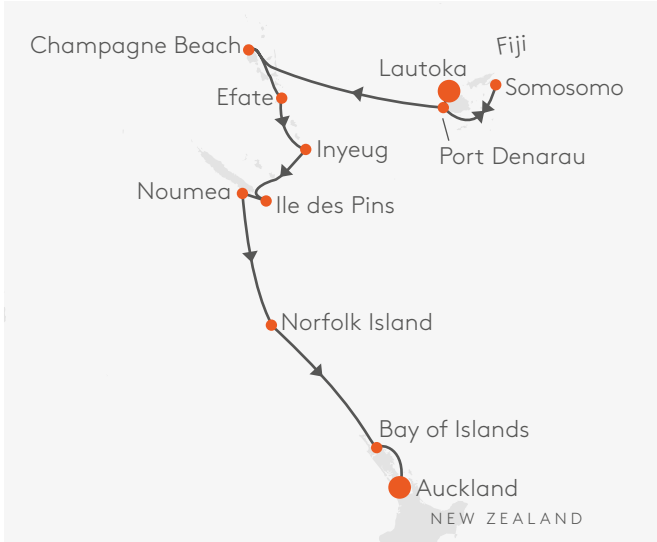 Champagne Beach
Fiji
Lautoka
Somosomo
Efate
Port Denarau
Inyeug
Noumea
Ile des Pins
Norfolk Island
Bay of Islands
Auckland
NEW ZEALAND